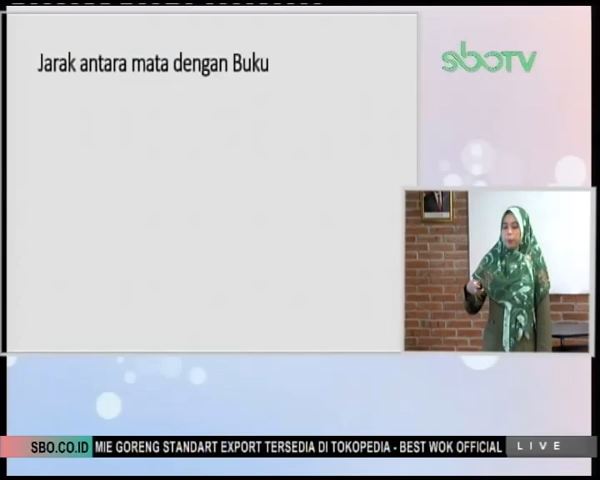 Jarak antara mata dengan Buku
sboTV
SBO.CO.ID MIE GORENG STANDART EXPORT TERSEDIA DI TOKOPEDIA - BEST WOK OFFICIAL LIVE